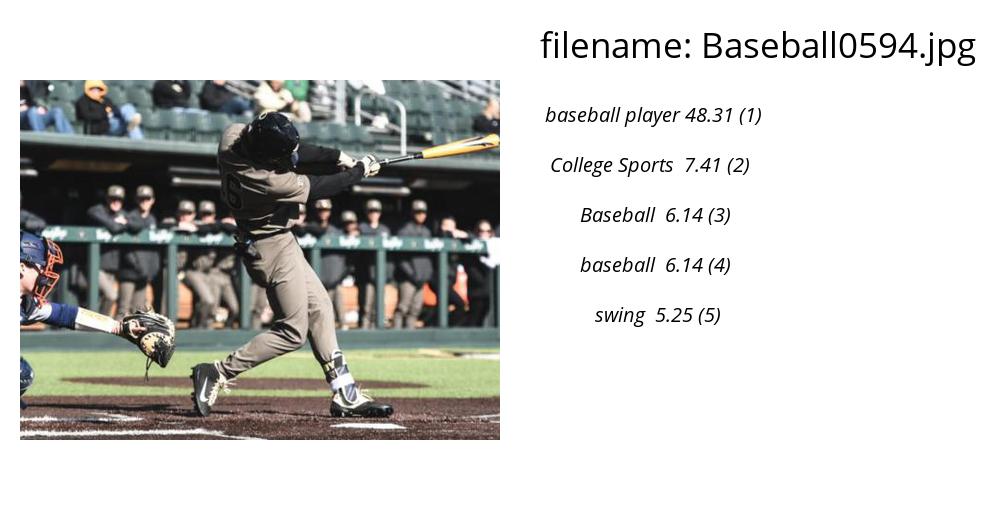 filename: Baseball0594.jpg
baseball player 48.31 (1)
College Sports 7.41 (2)
Baseball 6.14 (3)
baseball 6.14 (4)
swing 5.25 (5)